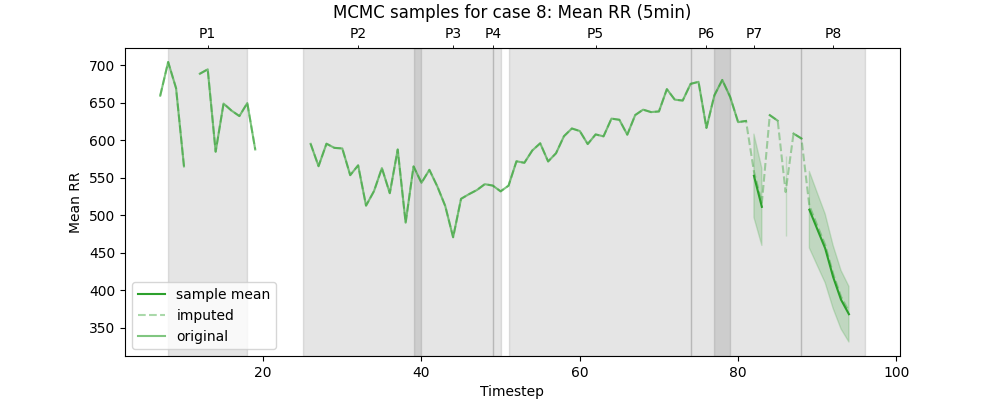 MCMC samples for case 8: Mean RR (5min)
P1 P2 P3 P4 P5 P6 P7 P8
700
650
600
550
500
450
400
350
Mean RR
sample mean
imputed
original
20 40 60 80 100
Timestep